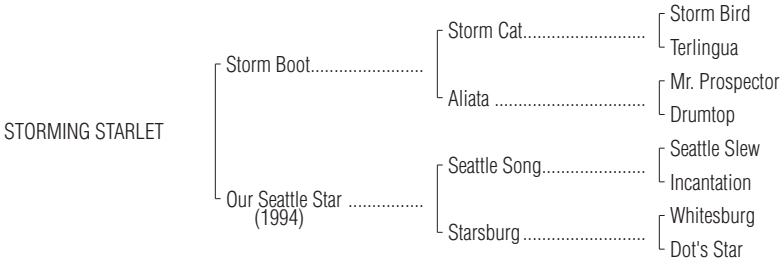 Storm Bird
Storm Cat........................
Terlingua
Storm Boot......................
Mr. Prospector
Aliata ..............................
Drumtop
STORMING STARLET
Seattle Slew
Seattle Song....................
Incantation
Our Seattle Star ...............
(1994)
Whitesburg
Starsburg........................
Dot's Star